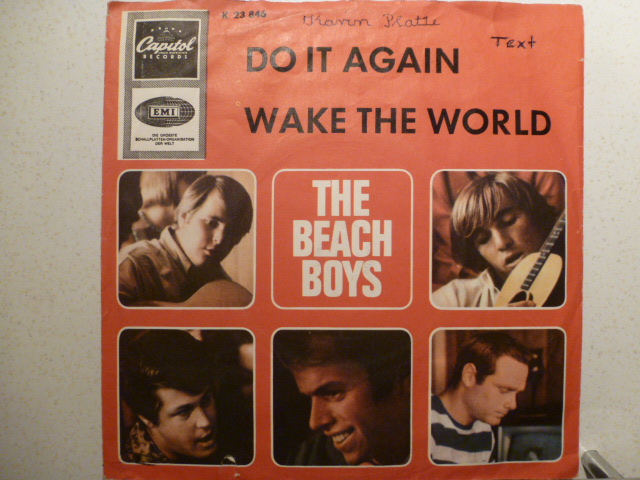 K 23 846
Text
Capitol
RECORDS
DO IT AGAIN
WAKE THE WORLD
EMI
DIE GRÖSSTE
SCHALLPLATTEN-ORGANISATION
DER WELT
THE
BEACH
BOYS